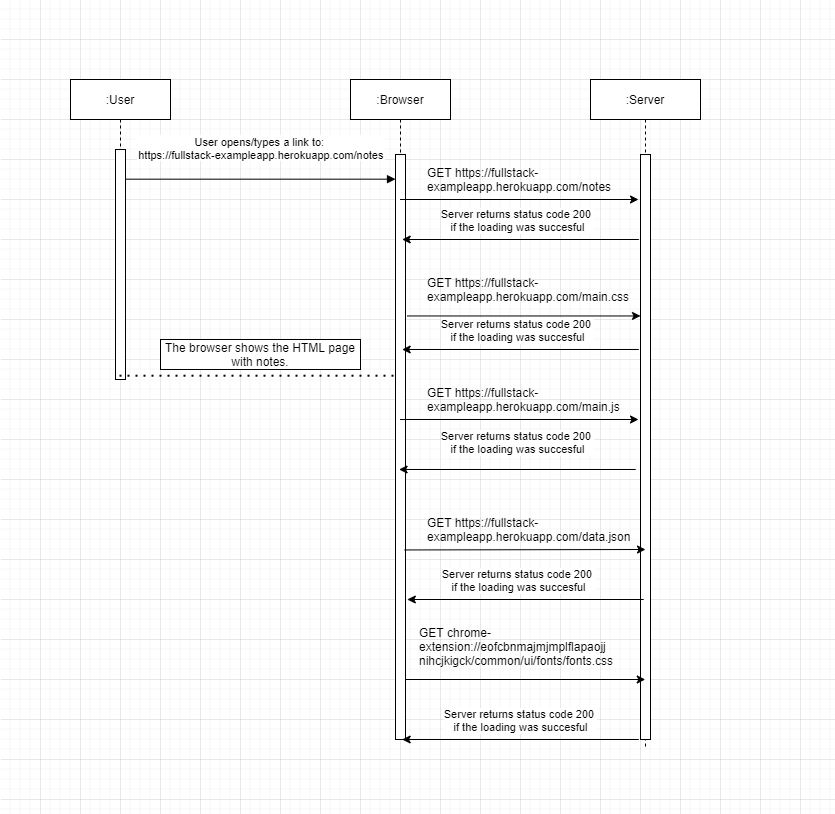 :User
:Browser
:Server
User opens/types a link to:
https://fullstack-exampleapp.herokuapp.com/notes
GET https://fullstack-
exampleapp.herokuapp.com/notes
Server returns status code 200
if the loading was succesful
GET https://fullstack-
exampleapp.herokuapp.com/main.css
Server returns status code 200
if the loading was succesful
The browser shows the HTML page
with notes.
GET https://fullstack-
exampleapp.herokuapp.com/main.js
Server returns status code 200
if the loading was succesful
GET https://fullstack-
exampleapp.herokuapp.com/data.json
Server returns status code 200
if the loading was succesful
GET chrome-
extension://eofcbnmajmjmplflapaojj
nihcjkigck/common/ui/fonts/fonts.css
Server returns status code 200
if the loading was succesful